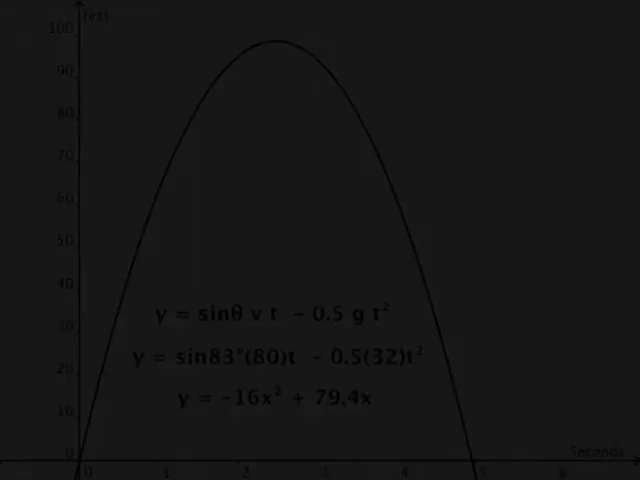 Feet
100
90
80
70
60
50
40
30
20
10
0
y = sinθ v t - 0.5 g t²
y = sin83°(80)t - 0.5(32)t²
y = -16x² + 79.4x
Seconds
0 1 2 3 4 5 6